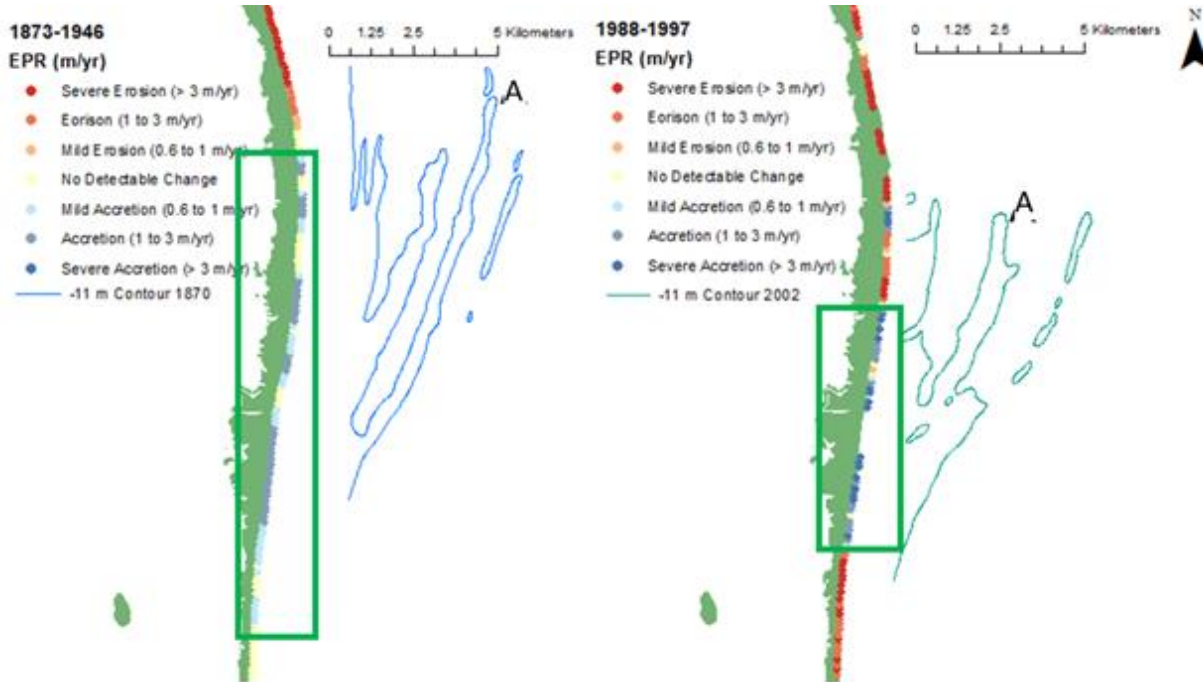 1873-1946
0 1.25 2.5 5 Kilometers
EPR (m/yr)
Severe Erosion (> 3 m/yr)
Eorison (1 to 3 m/yr)
Mild Erosion (0.6 to 1 m/yr)
No Detectable Change
Mild Accretion (0.6 to 1 m/yr)
Accretion (1 to 3 m/yr)
Severe Accretion (> 3 m/yr)
-11 m Contour 1870
A
1988-1997
0 1.25 2.5 5 Kilometers
N
EPR (m/yr)
Severe Erosion (> 3 m/yr)
Eorison (1 to 3 m/yr)
Mild Erosion (0.6 to 1 m/yr)
No Detectable Change
Mild Accretion (0.6 to 1 m/yr)
Accretion (1 to 3 m/yr)
Severe Accretion (> 3 m/yr)
-11 m Contour 2002
A